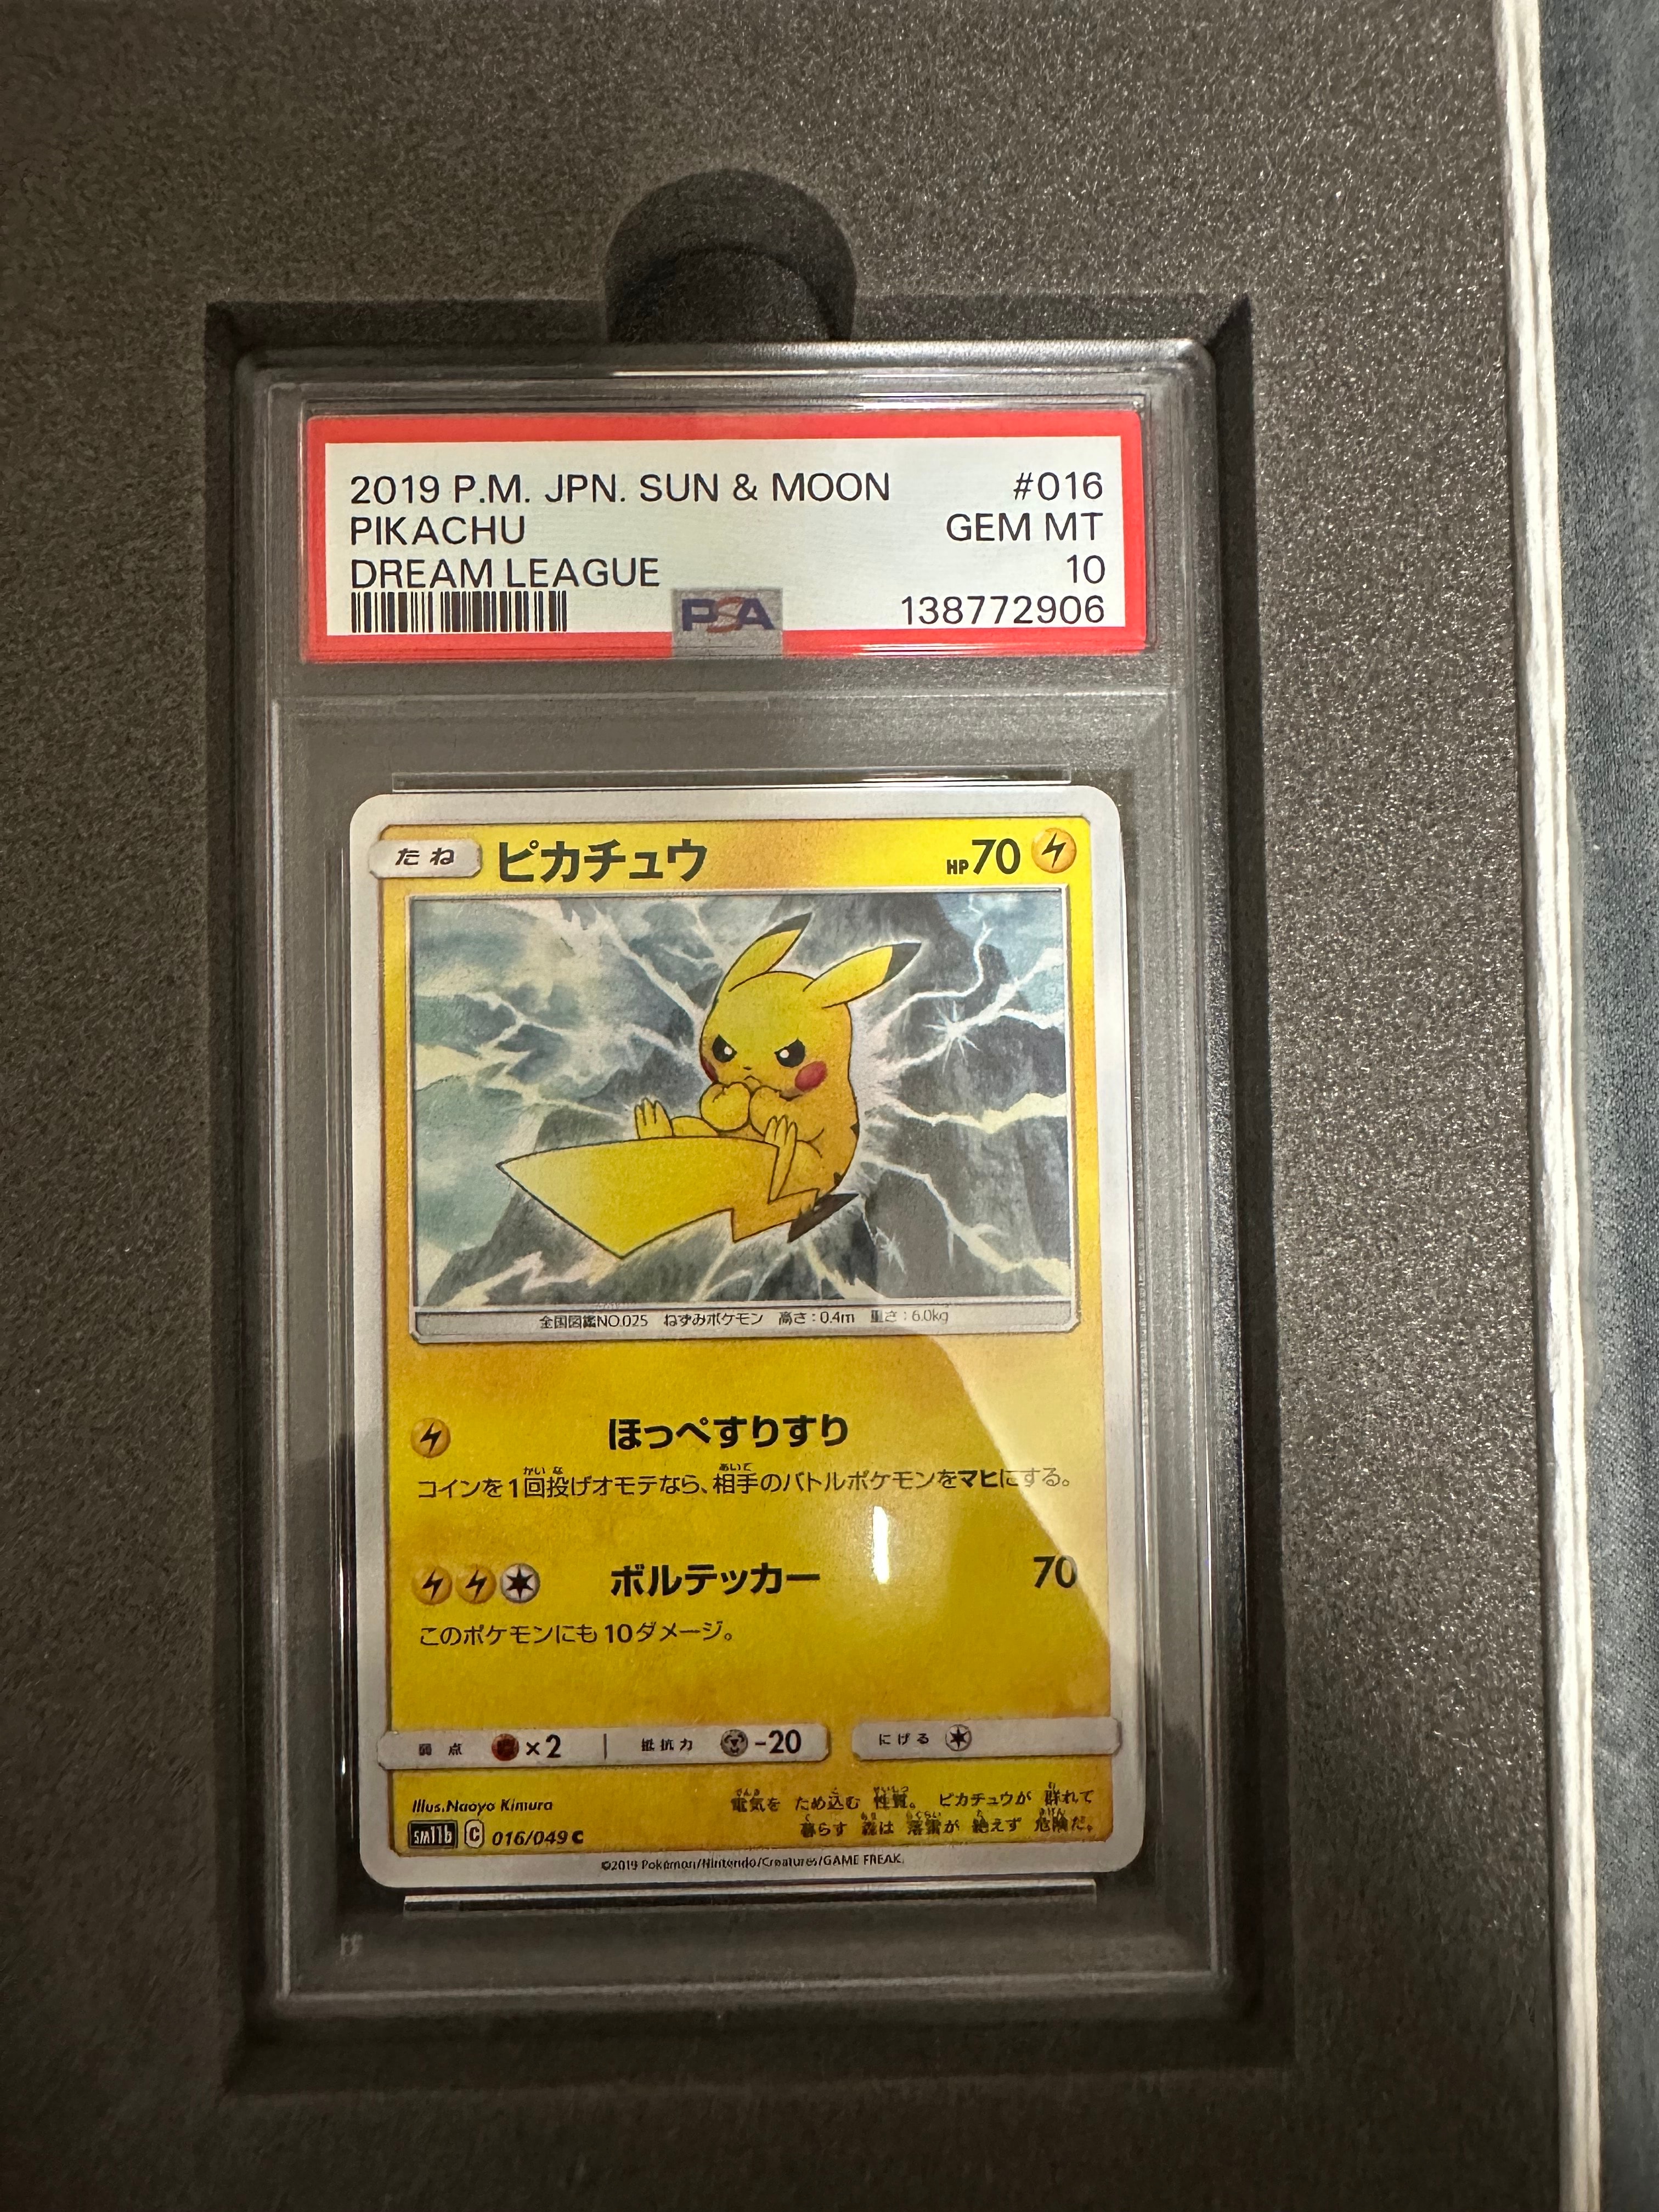 2019 P.M. JPN. SUN & MOON #016
PIKACHU GEM MT
DREAM LEAGUE 10
PSA 138772906
たね ピカチュウ HP70
全国図鑑NO.025 ねずみポケモン 高さ:0.4m 重さ:6.0kg
ほっぺすりすり
コインを1回投げオモテなら、相手のバトルポケモンをマヒにする。
ボルテッカー 70
このポケモンにも10ダメージ。
弱点 ×2 抵抗力 -20 にげる
Illus.Naoyo Kimura
電気を ため込む 性質。 ピカチュウが 群れて
暮らす 森は 落雷が 絶えず 危険だ。
sm11b C 016/049 C
©2019 Pokémon/Nintendo/Creatures/GAME FREAK.